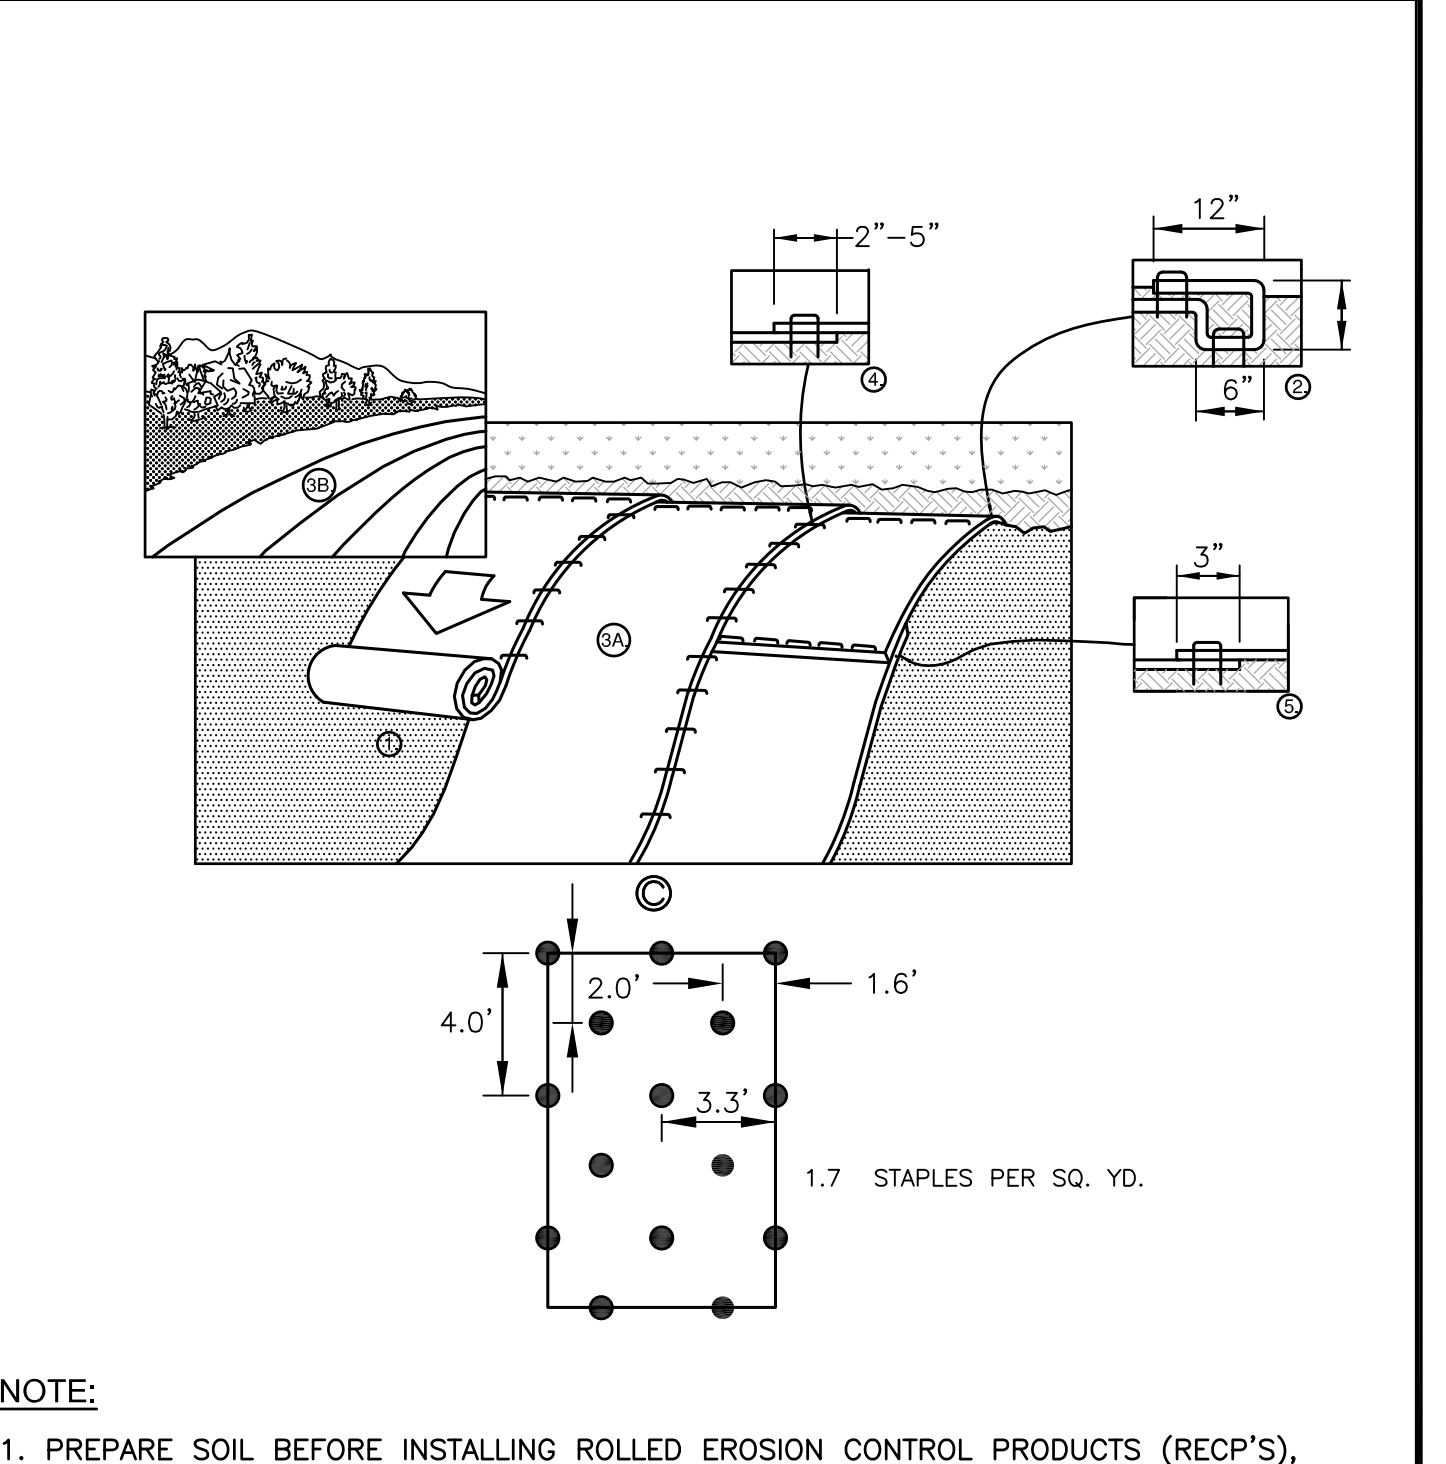 12”
2”–5”
4.
6”
2.
3B.
3”
3A.
5.
1.
C
2.0’
1.6’
4.0’
3.3’
1.7 STAPLES PER SQ. YD.
NOTE:
1. PREPARE SOIL BEFORE INSTALLING ROLLED EROSION CONTROL PRODUCTS (RECP’S),